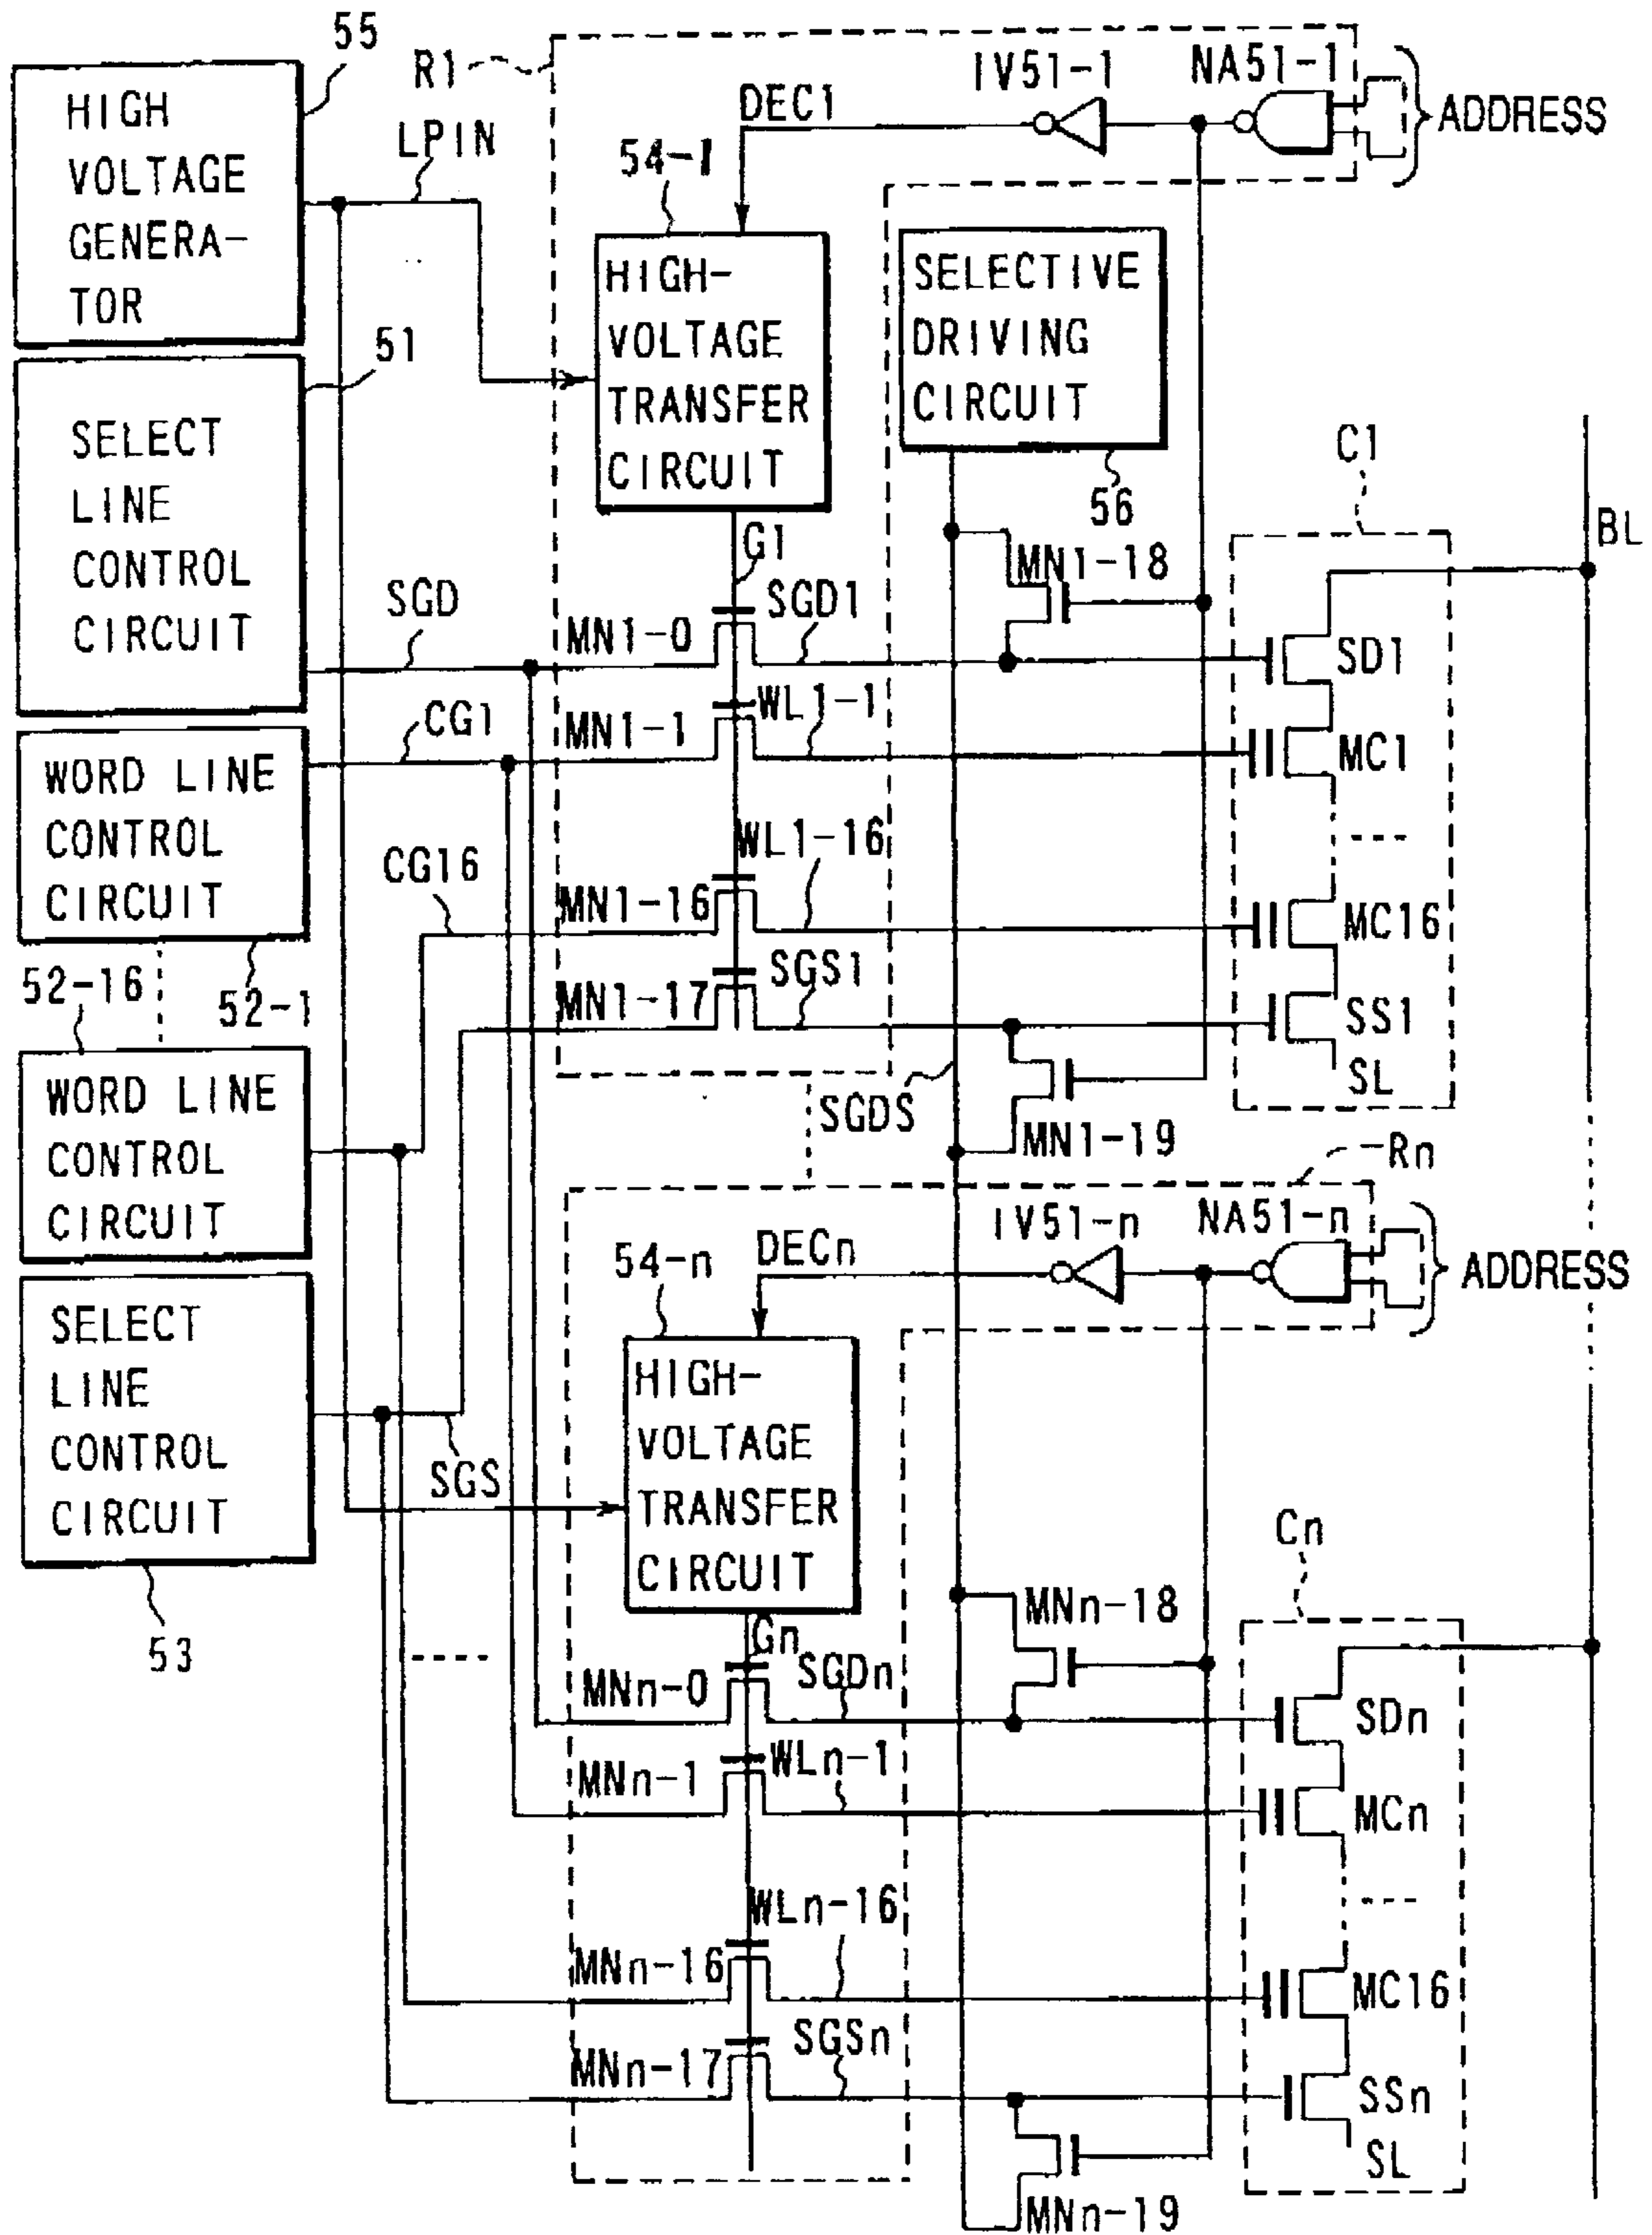 55
HIGH
VOLTAGE
GENERA-
TOR
R1
LPIN
DEC1
IV51-1
NA51-1
ADDRESS
54-1
HIGH-
VOLTAGE
TRANSFER
CIRCUIT
SELECTIVE
DRIVING
CIRCUIT
56
51
SELECT
LINE
CONTROL
CIRCUIT
C1
BL
G1
MN1-18
SGD
MN1-0
SGD1
SD1
CG1
MN1-1
WL1-1
MC1
WORD LINE
CONTROL
CIRCUIT
52-1
WL1-16
CG16
MN1-16
MC16
52-16
MN1-17
SGS1
SS1
SL
WORD LINE
CONTROL
CIRCUIT
SGDS
MN1-19
Rn
IV51-n
NA51-n
ADDRESS
54-n
DECn
SELECT
LINE
CONTROL
CIRCUIT
53
SGS
HIGH-
VOLTAGE
TRANSFER
CIRCUIT
Cn
Gn
MNn-18
MNn-0
SGDn
SDn
MNn-1
WLn-1
MCn
WLn-16
MNn-16
MC16
MNn-17
SGSn
SSn
SL
MNn-19